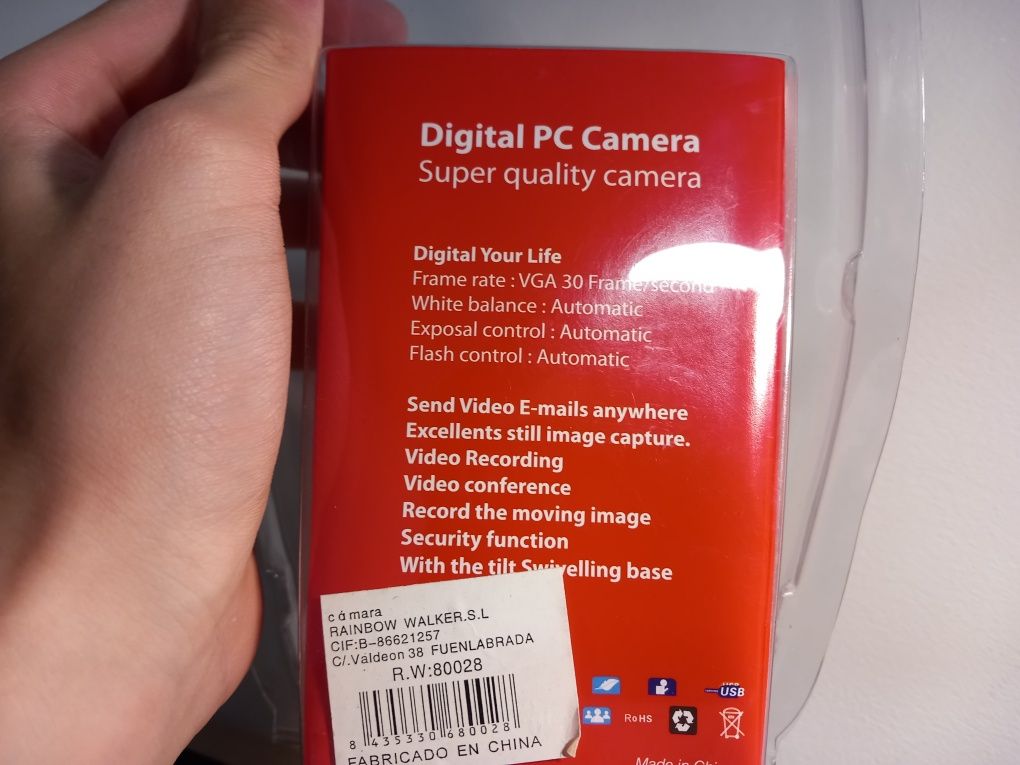 Digital PC Camera
Super quality camera
Digital Your Life
Frame rate : VGA 30 Frame/second
White balance : Automatic
Exposal control : Automatic
Flash control : Automatic
Send Video E-mails anywhere
Excellents still image capture.
Video Recording
Video conference
Record the moving image
Security function
With the tilt Swivelling base
cámara
RAINBOW WALKER.S.L
CIF:B-86621257
C/.Valdeon 38 FUENLABRADA
R.W:80028
8 435330 680028
FABRICADO EN CHINA
USB
RoHS
Made in